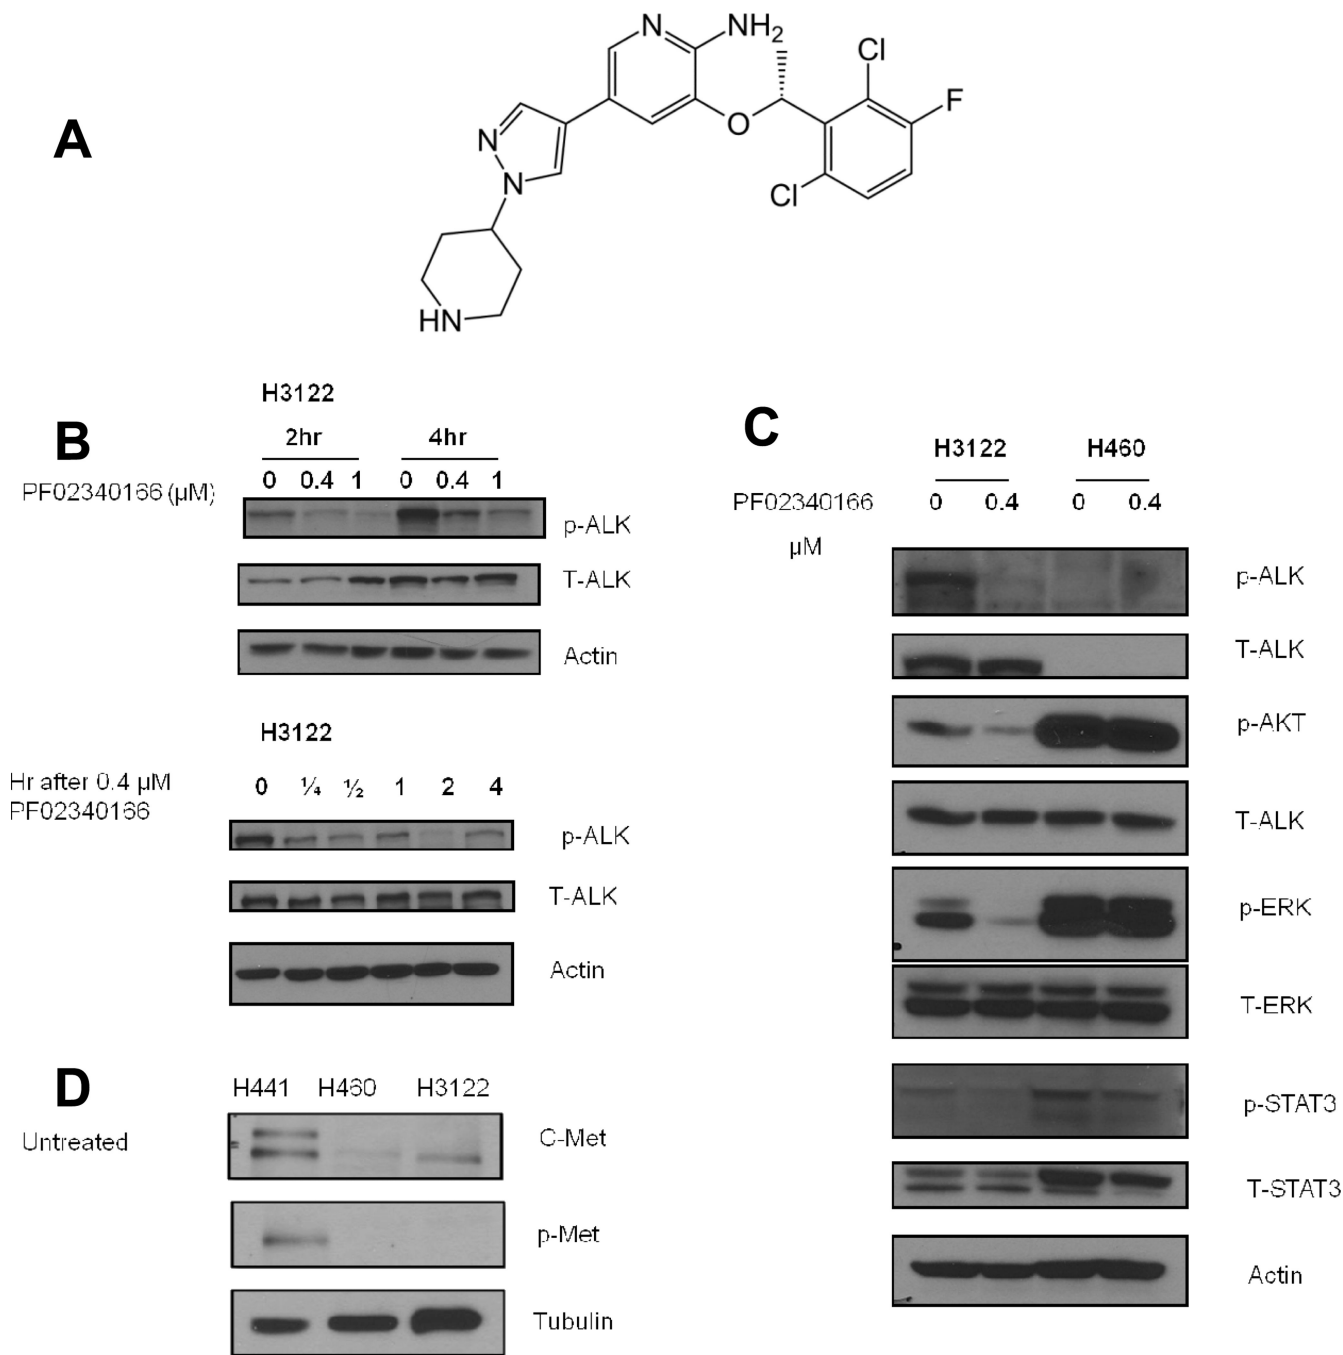 A
N
NH2
Cl
F
O
N
N
Cl
HN
B
H3122
2hr 4hr
PF02340166 (µM) 0 0.4 1 0 0.4 1
p-ALK
T-ALK
Actin
H3122
Hr after 0.4 µM
PF02340166
0 ¼ ½ 1 2 4
p-ALK
T-ALK
Actin
C
H3122 H460
PF02340166
µM
0 0.4 0 0.4
p-ALK
T-ALK
p-AKT
T-ALK
p-ERK
T-ERK
p-STAT3
T-STAT3
Actin
D
H441 H460 H3122
Untreated
C-Met
p-Met
Tubulin